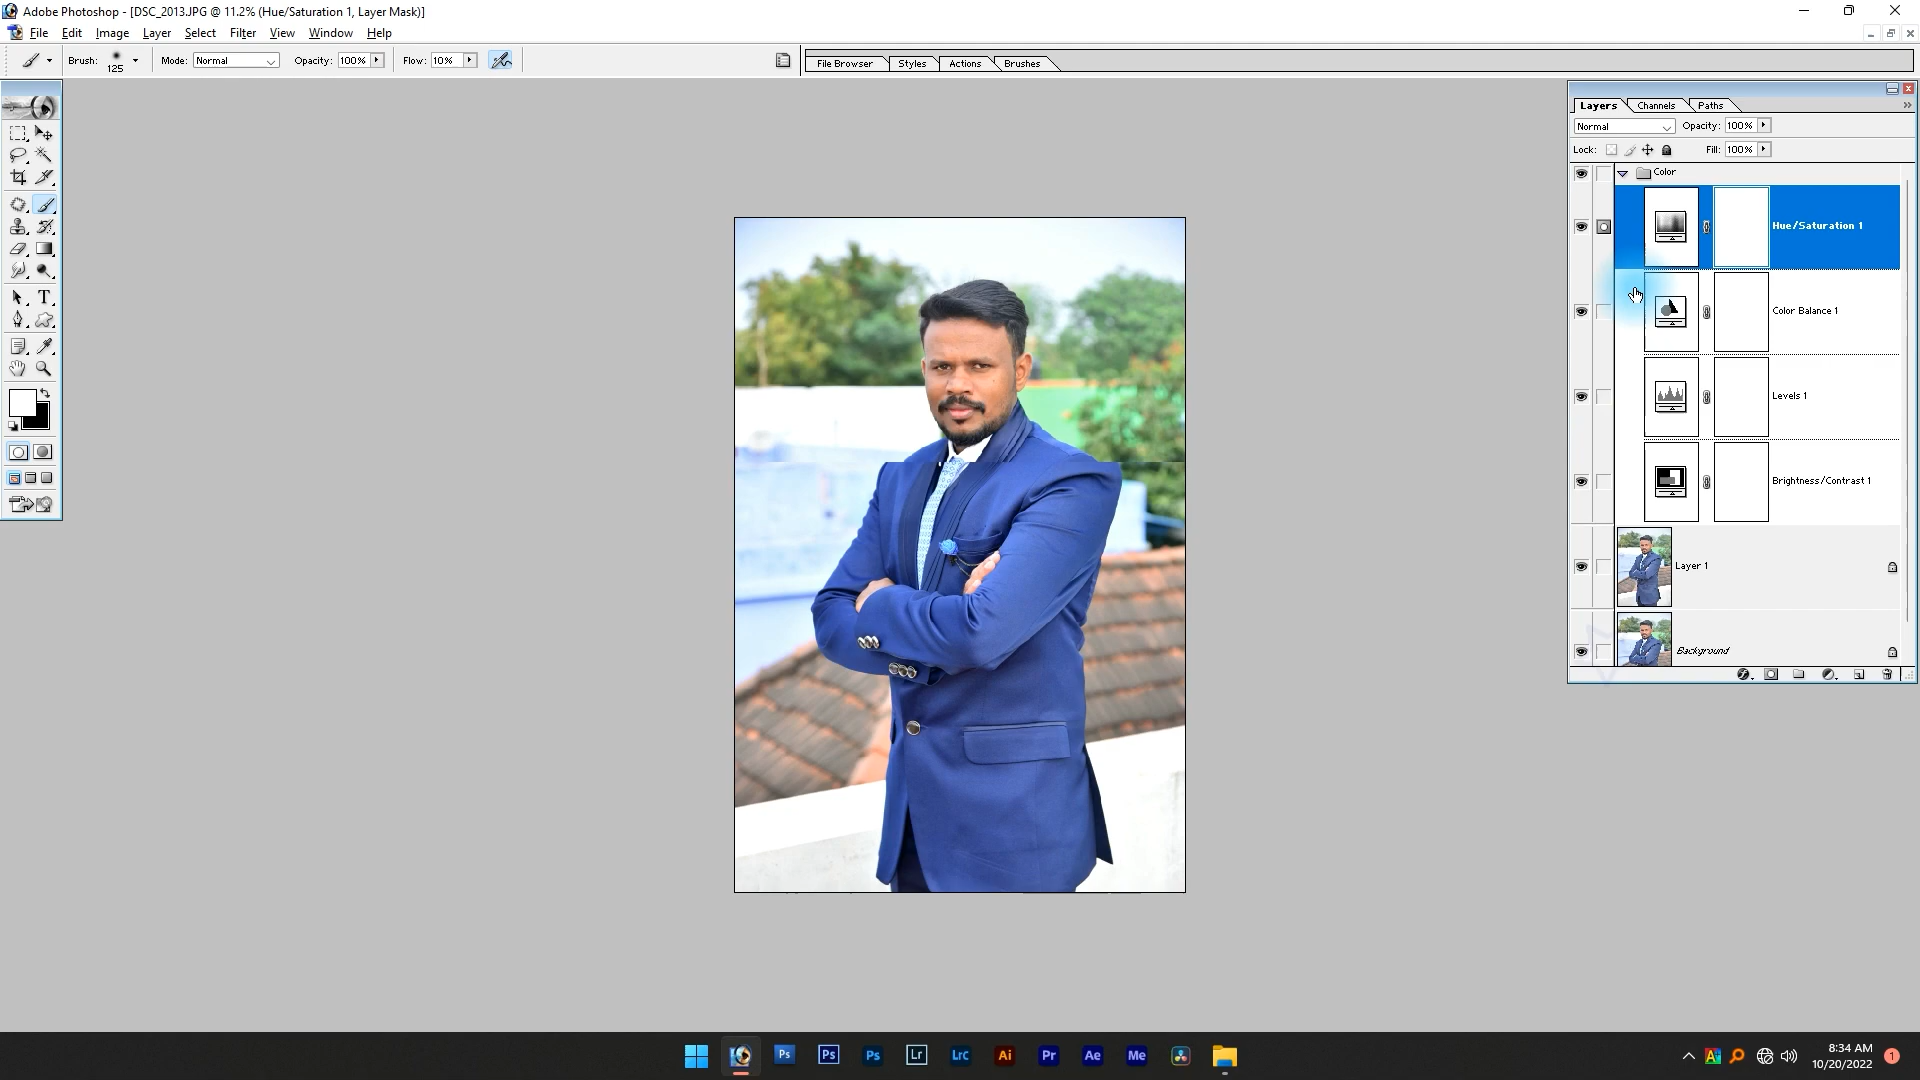 Adobe Photoshop - [DSC_2013.JPG @ 11.2% (Hue/Saturation 1, Layer Mask)]
File Edit Image Layer Select Filter View Window Help
Brush: 125 Mode: Normal Opacity: 100% Flow: 10%
File Browser Styles Actions Brushes
Layers Channels Paths
Normal Opacity: 100%
Lock: Fill: 100%
Color
Hue/Saturation 1
Color Balance 1
Levels 1
Brightness/Contrast 1
Layer 1
Background
T
Ps Ps Ps Lr LrC Ai Pr Ae Me
8:34 AM
10/20/2022
1